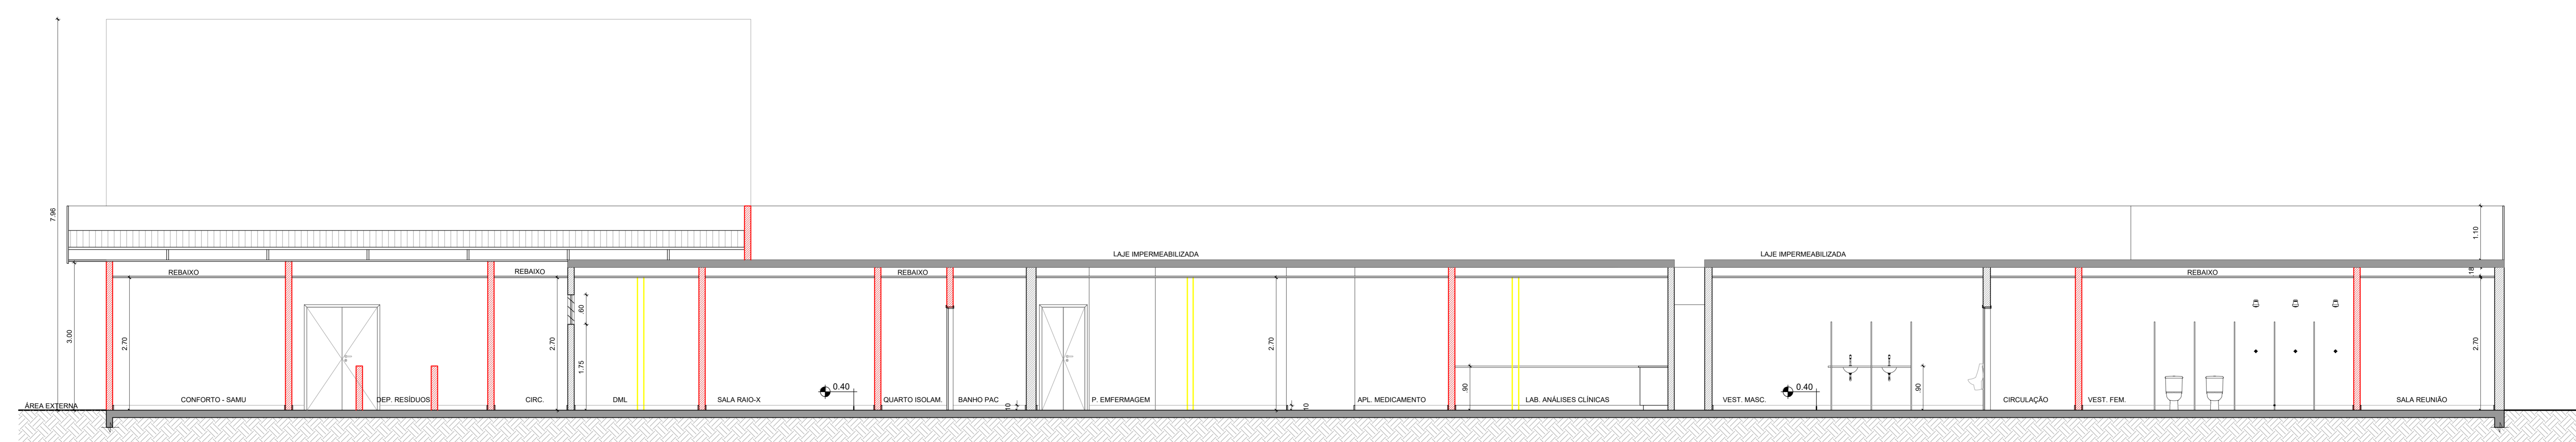 7.96
LAJE IMPERMEABILIZADA
LAJE IMPERMEABILIZADA
1.10
REBAIXO
REBAIXO
REBAIXO
REBAIXO
.18
3.00
2.70
2.70
.60
1.75
2.70
.90
.90
2.70
0.40
0.40
ÁREA EXTERNA
CONFORTO - SAMU
DEP. RESÍDUOS
CIRC.
DML
SALA RAIO-X
QUARTO ISOLAM.
BANHO PAC
10
P. EMFERMAGEM
10
APL. MEDICAMENTO
LAB. ANÁLISES CLÍNICAS
VEST. MASC.
CIRCULAÇÃO
VEST. FEM.
SALA REUNIÃO